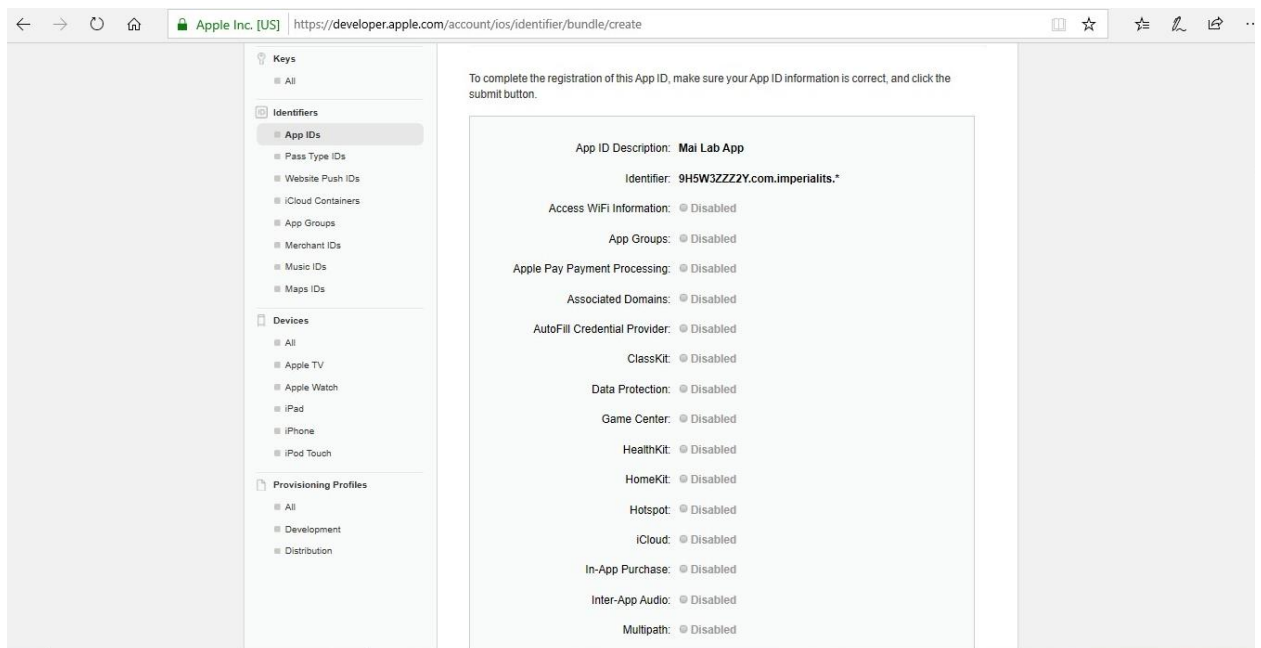 Apple Inc. [US] https://developer.apple.com/account/ios/identifier/bundle/create
Keys
All
Identifiers
App IDs
Pass Type IDs
Website Push IDs
iCloud Containers
App Groups
Merchant IDs
Music IDs
Maps IDs
Devices
All
Apple TV
Apple Watch
iPad
iPhone
iPod Touch
Provisioning Profiles
All
Development
Distribution
To complete the registration of this App ID, make sure your App ID information is correct, and click the
submit button.
App ID Description: Mai Lab App
Identifier: 9H5W3ZZZ2Y.com.imperialits.*
Access WiFi Information: Disabled
App Groups: Disabled
Apple Pay Payment Processing: Disabled
Associated Domains: Disabled
AutoFill Credential Provider: Disabled
ClassKit: Disabled
Data Protection: Disabled
Game Center: Disabled
HealthKit: Disabled
HomeKit: Disabled
Hotspot: Disabled
iCloud: Disabled
In-App Purchase: Disabled
Inter-App Audio: Disabled
Multipath: Disabled